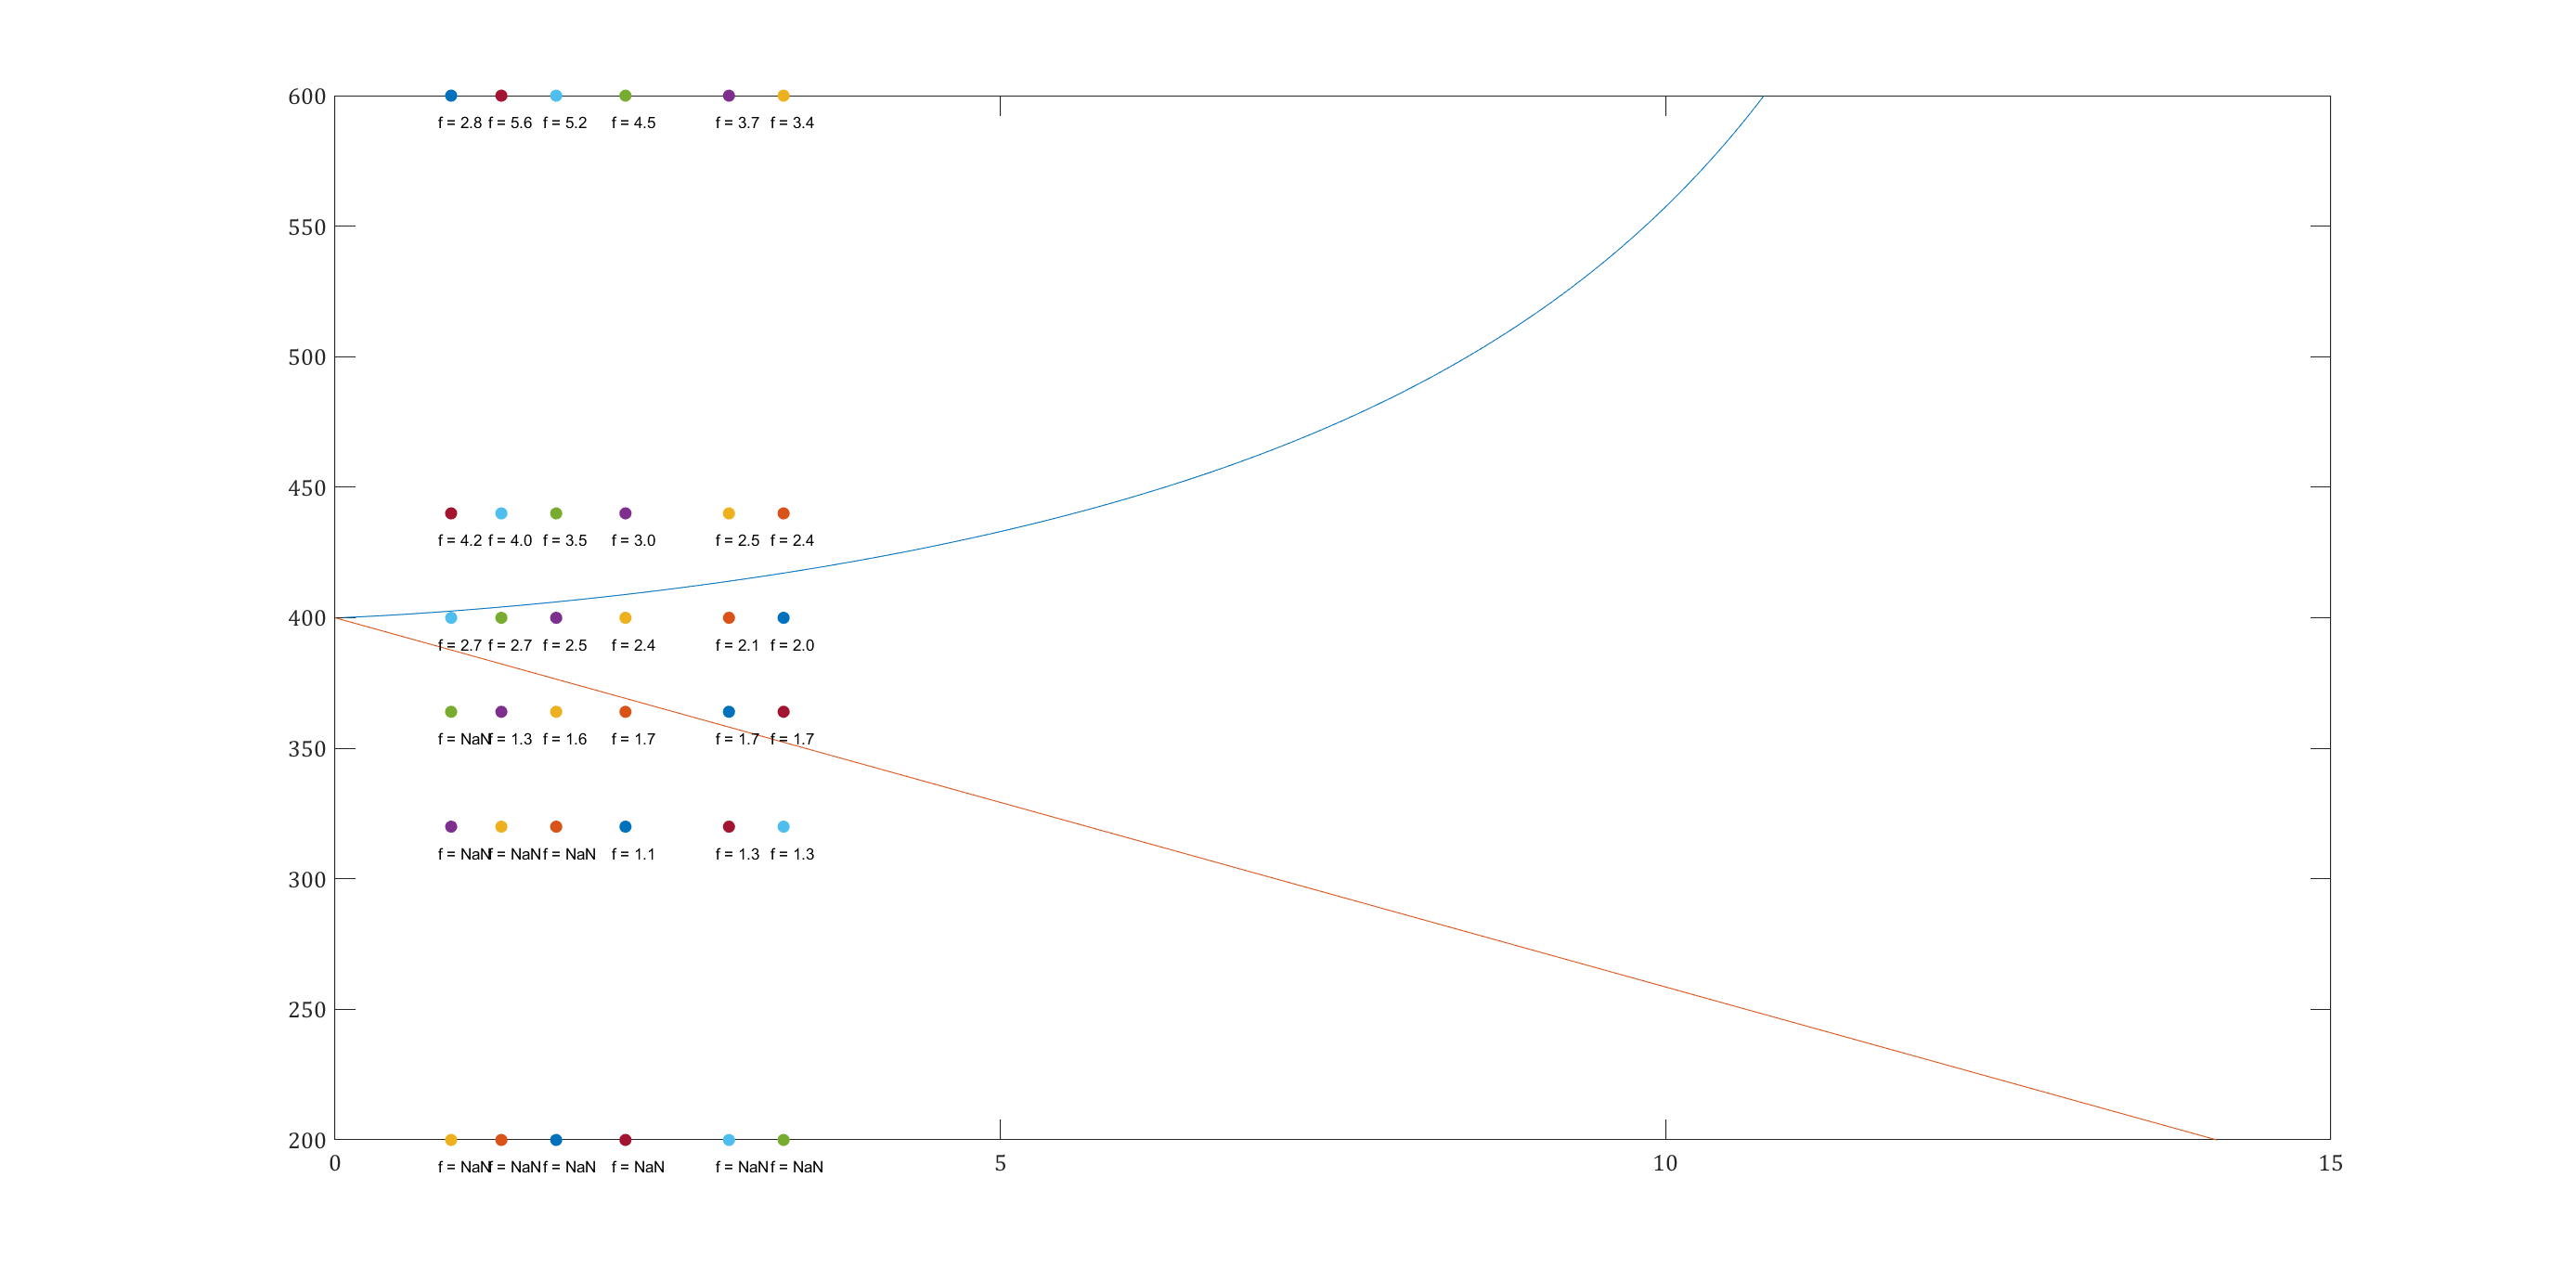 600
f = 2.8 f = 5.6 f = 5.2 f = 4.5 f = 3.7 f = 3.4
550
500
450
f = 4.2 f = 4.0 f = 3.5 f = 3.0 f = 2.5 f = 2.4
400
f = 2.7 f = 2.7 f = 2.5 f = 2.4 f = 2.1 f = 2.0
f = NaN f = 1.3 f = 1.6 f = 1.7 f = 1.7 f = 1.7
350
f = NaN f = NaN f = NaN f = 1.1 f = 1.3 f = 1.3
300
250
200
f = NaN f = NaN f = NaN f = NaN f = NaN f = NaN
0 5 10 15